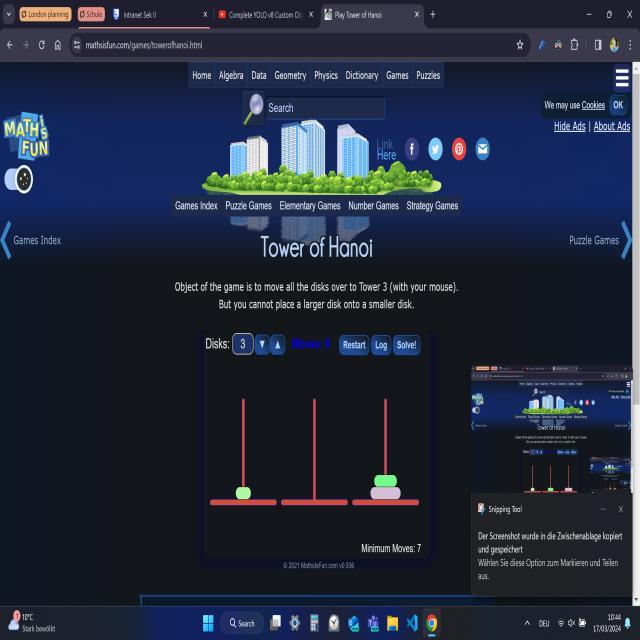 London planning
Schule
Intranet Sek II
Complete YOLO v8 Custom Ob
Play Tower of Hanoi
mathsisfun.com/games/towerofhanoi.html
Home Algebra Data Geometry Physics Dictionary Games Puzzles
Search
We may use Cookies OK
Hide Ads | About Ads
MATH IS FUN
Link Here
Games Index Puzzle Games Elementary Games Number Games Strategy Games
Games Index
Puzzle Games
Tower of Hanoi
Object of the game is to move all the disks over to Tower 3 (with your mouse).
But you cannot place a larger disk onto a smaller disk.
Disks: 3 Restart Log Solve!
Minimum Moves: 7
© 2021 MathsIsFun.com v0.936
Snipping Tool
Der Screenshot wurde in die Zwischenablage kopiert
und gespeichert
Wählen Sie diese Option zum Markieren und Teilen
aus.
10°C
Stark bewölkt
Search
DEU
10:44
17/03/2024